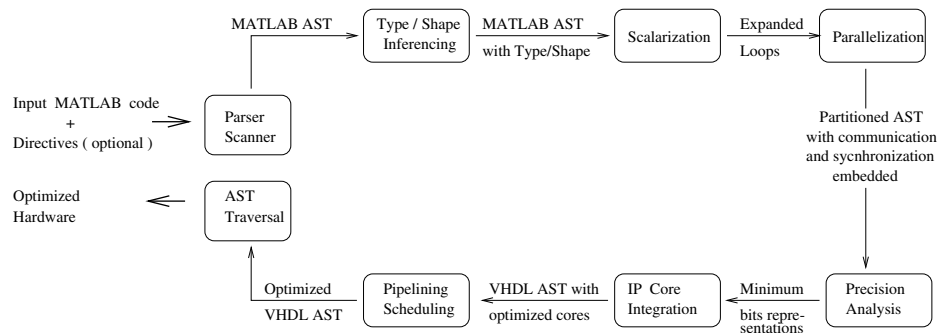 MATLAB AST
Type / Shape
Inferencing
MATLAB AST
with Type/Shape
Scalarization
Expanded
Loops
Parallelization
Input MATLAB code
+
Directives ( optional )
Parser
Scanner
Partitioned AST
with communication
and sycnhronization
embedded
Optimized
Hardware
AST
Traversal
Optimized
VHDL AST
Pipelining
Scheduling
VHDL AST with
optimized cores
IP Core
Integration
Minimum
bits repre-
sentations
Precision
Analysis